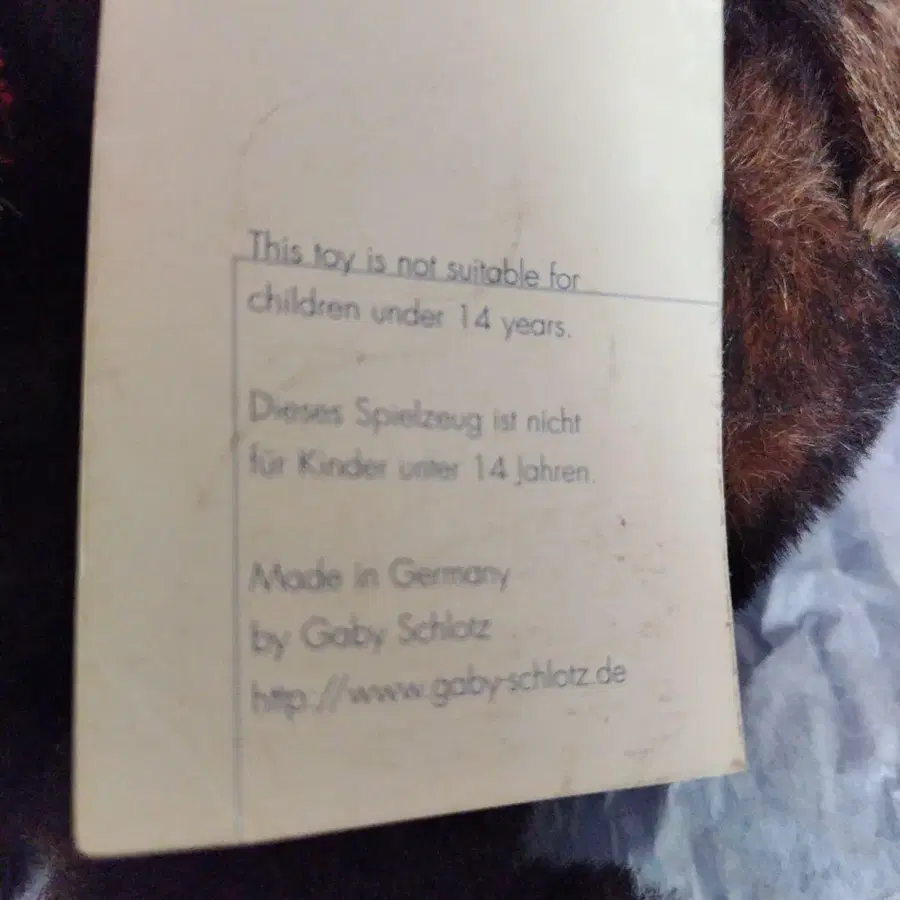 This toy is not suitable for
children under 14 years.
Dieses Spielzeug ist nicht
für Kinder unter 14 Jahren.
Made in Germany
by Gaby Schlotz
http://www.gaby-schlotz.de